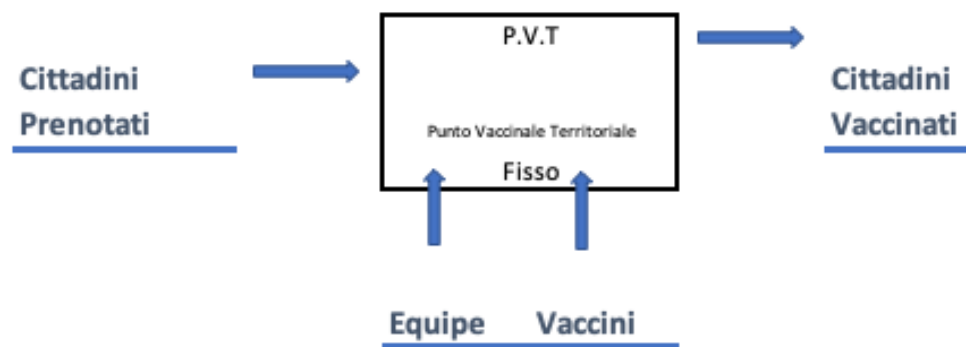 P.V.T
Cittadini
Prenotati
Punto Vaccinale Territoriale
Fisso
Cittadini
Vaccinati
Equipe Vaccini